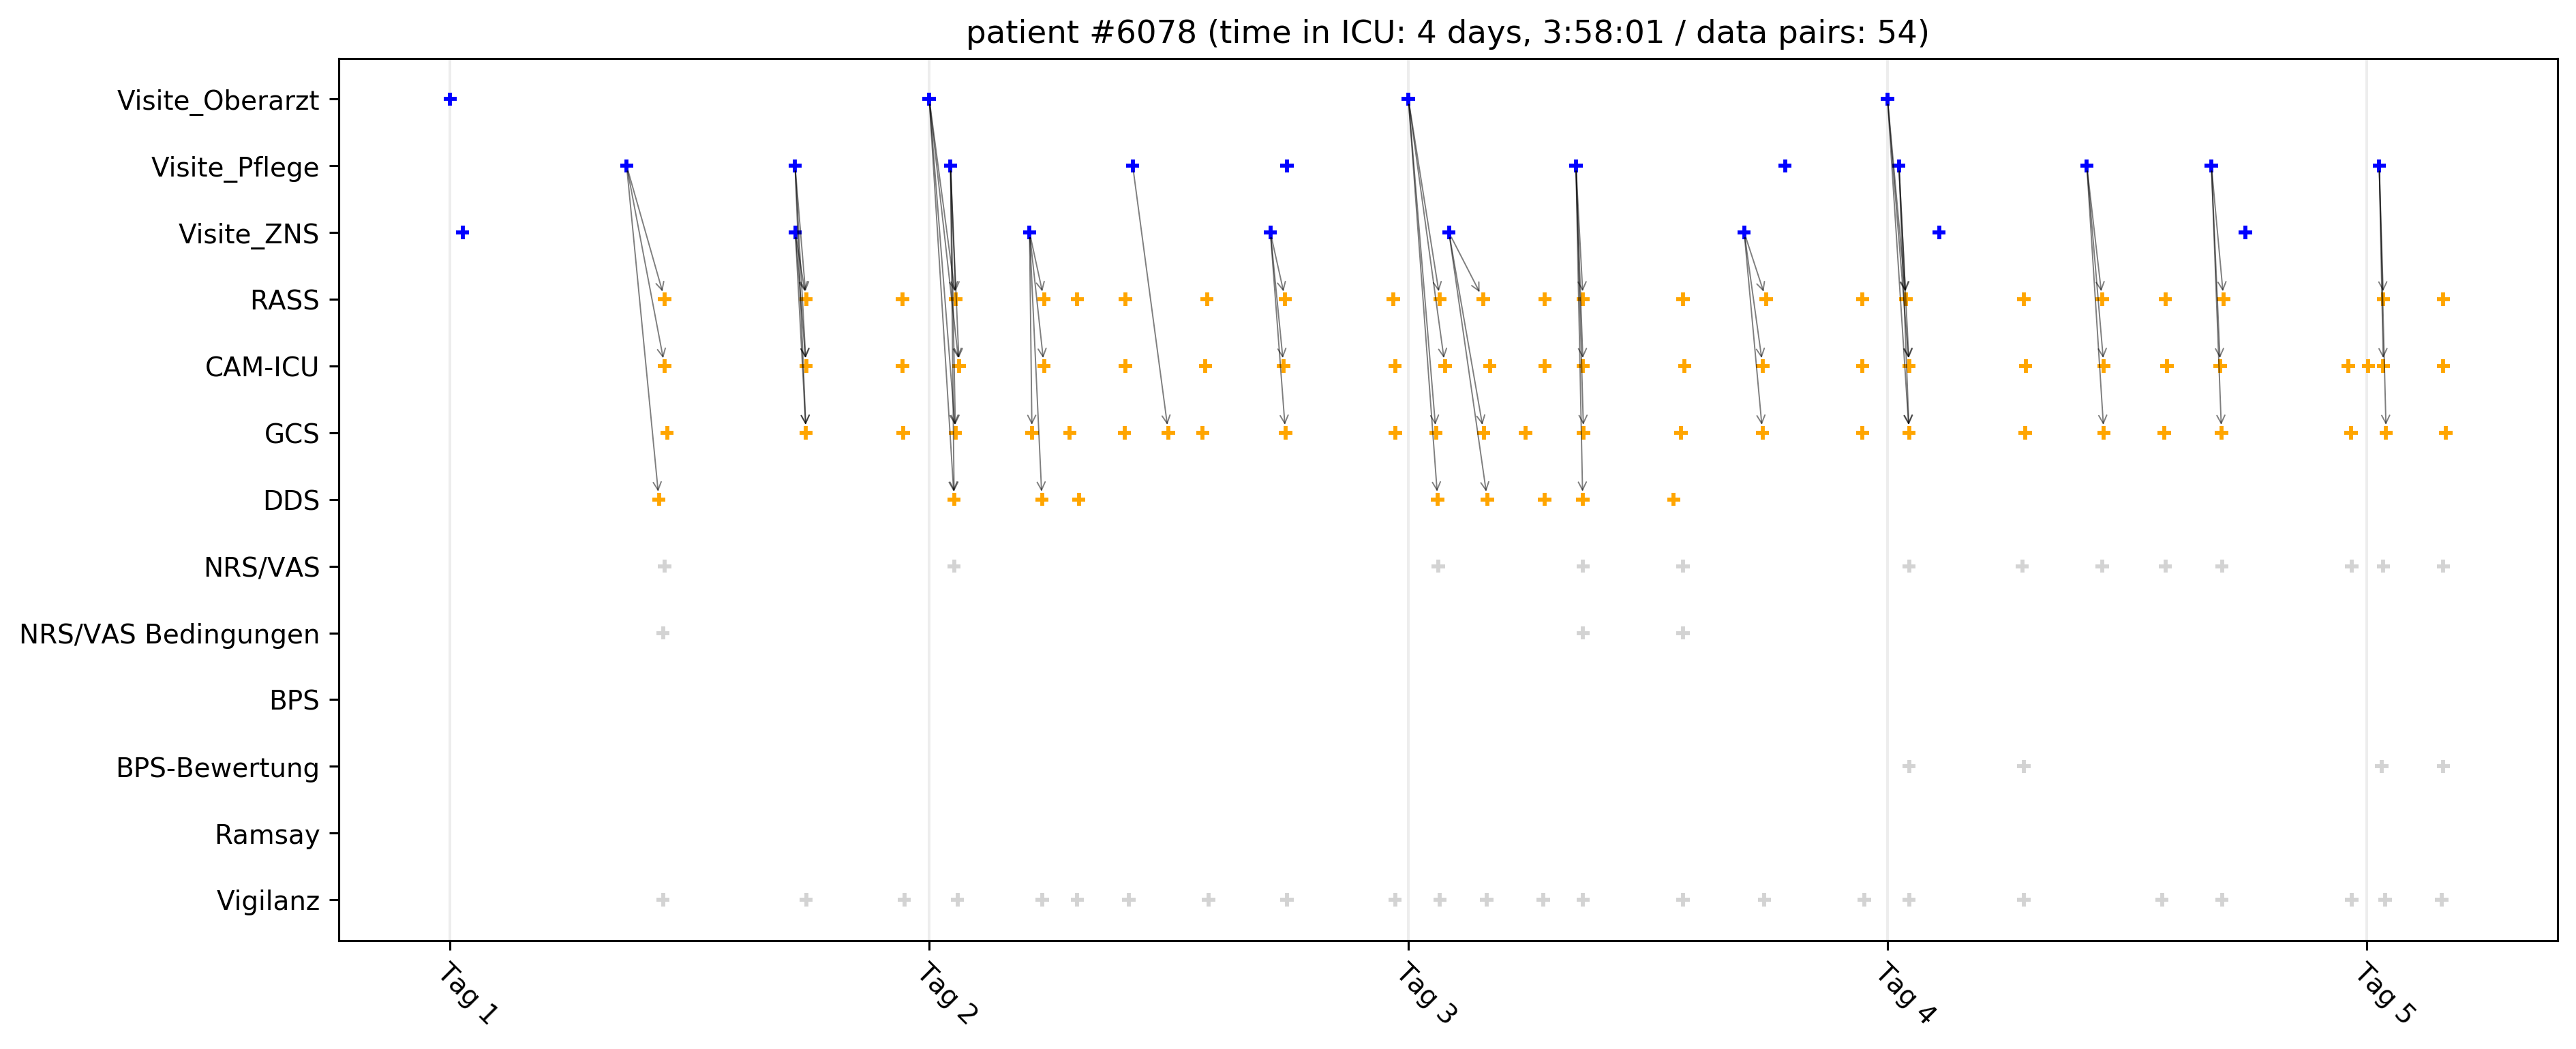 patient #6078 (time in ICU: 4 days, 3:58:01 / data pairs: 54)
Visite_Oberarzt
Visite_Pflege
Visite_ZNS
RASS
CAM-ICU
GCS
DDS
NRS/VAS
NRS/VAS Bedingungen
BPS
BPS-Bewertung
Ramsay
Vigilanz
Tag 1
Tag 2
Tag 3
Tag 4
Tag 5